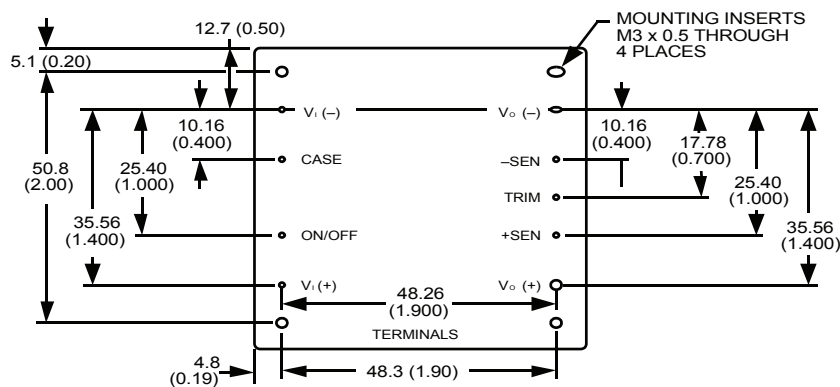 12.7 (0.50)
MOUNTING INSERTS
M3 x 0.5 THROUGH
4 PLACES
5.1 (0.20)
VI (–)
VO (–)
10.16
(0.400)
10.16
(0.400)
17.78
(0.700)
50.8
(2.00)
25.40
(1.000)
CASE
–SEN
25.40
(1.000)
TRIM
35.56
(1.400)
35.56
(1.400)
ON/OFF
+SEN
VI (+)
VO (+)
48.26
(1.900)
TERMINALS
4.8
(0.19)
48.3 (1.90)